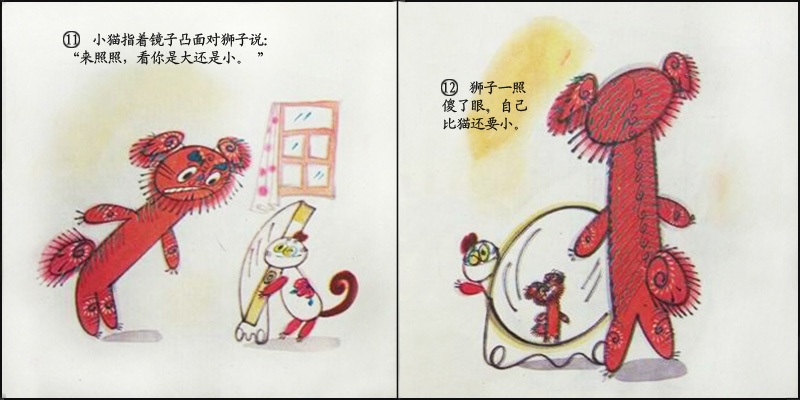 ⑪ 小猫指着镜子凸面对狮子说:
“来照照，看你是大还是小。 ”
⑫ 狮子一照
傻了眼，自己
比猫还要小。